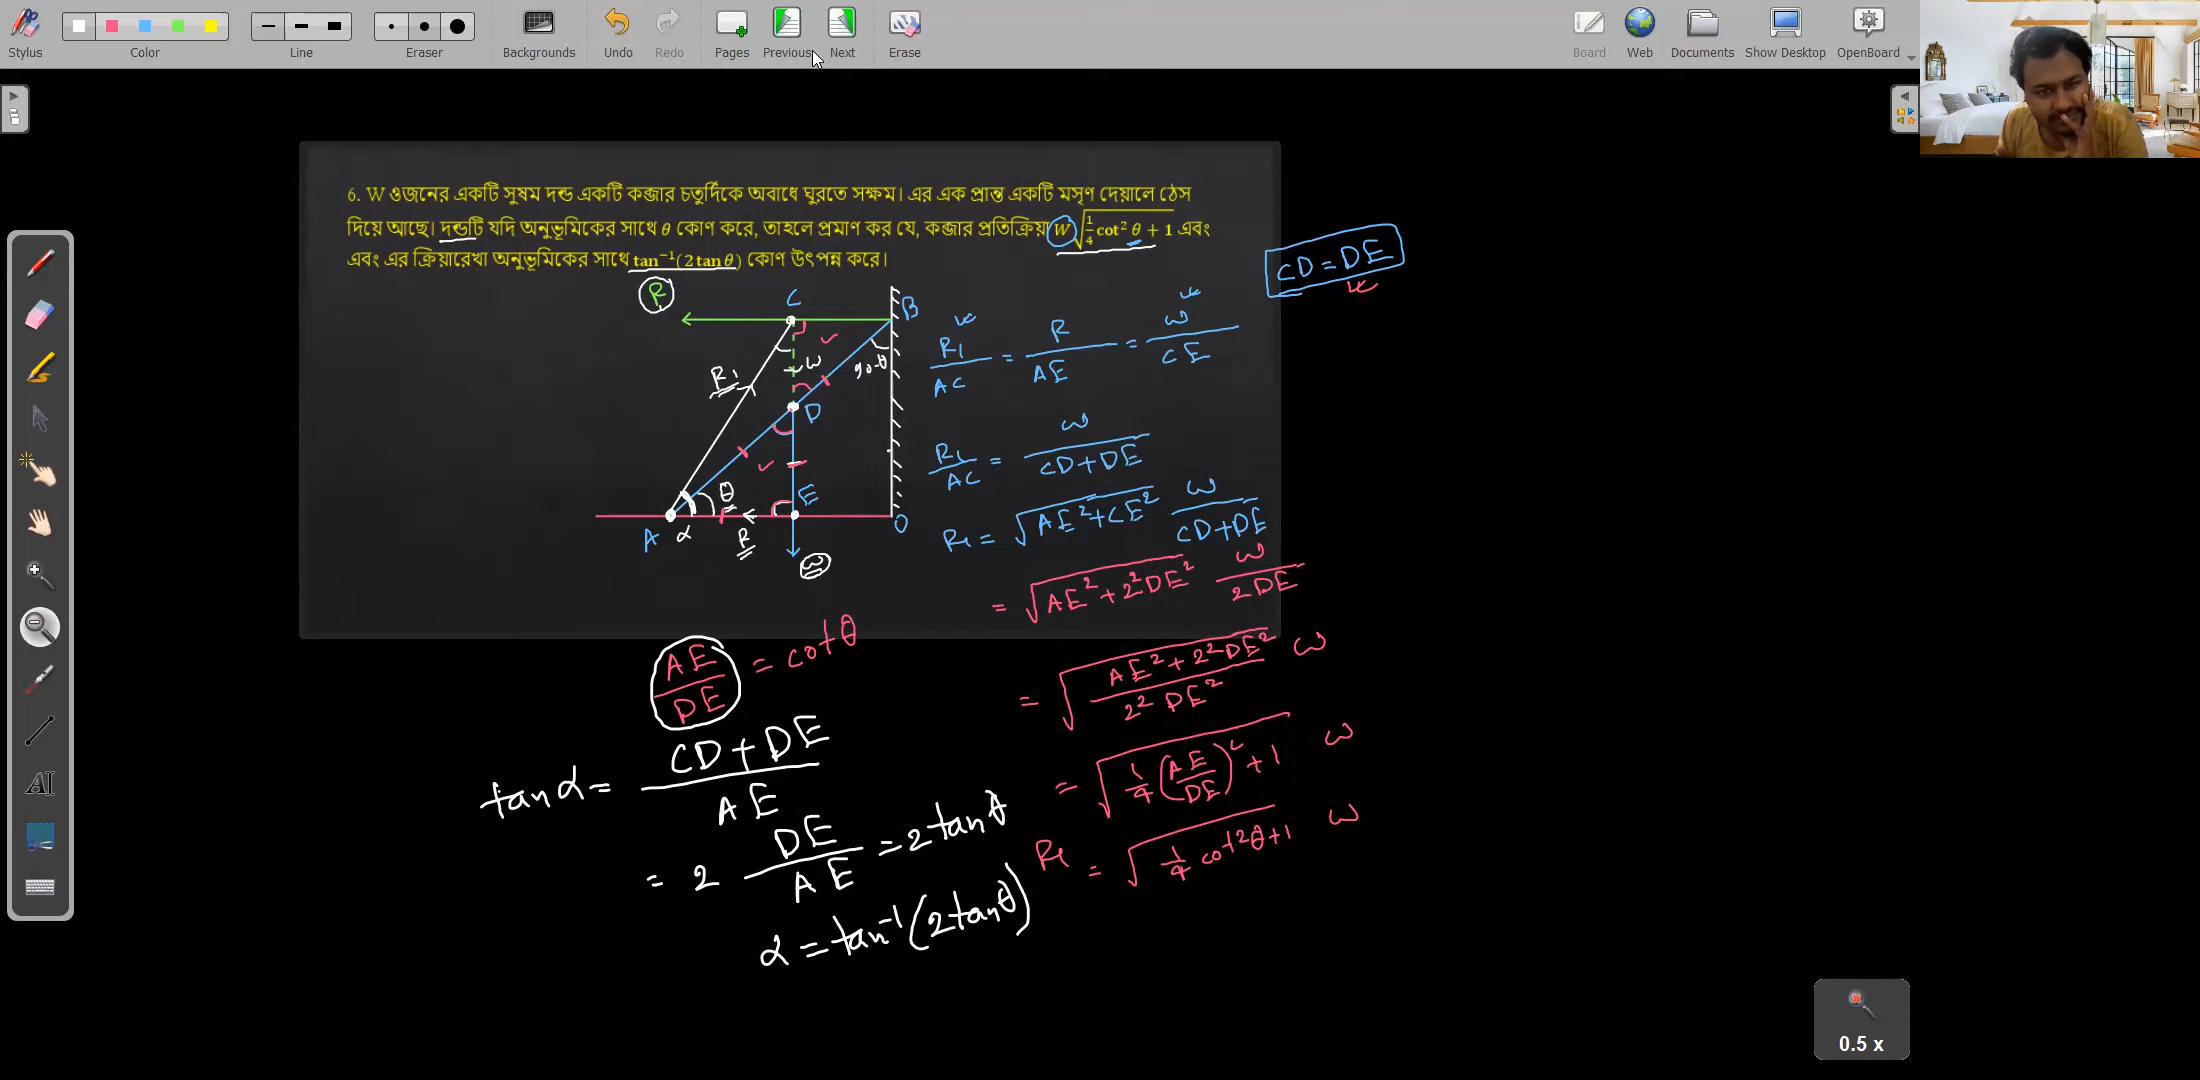 Stylus Color Line Eraser Backgrounds Undo Redo Pages Previous Next Erase Board Web Documents Show Desktop OpenBoard
6. W ওজনের একটি সুষম দন্ড একটি কব্জার চতুর্দিকে অবাধে ঘুরতে সক্ষম। এর এক প্রান্ত একটি মসৃণ দেয়ালে ঠেস
দিয়ে আছে। দন্ডটি যদি অনুভূমিকের সাথে θ কোণ করে, তাহলে প্রমাণ কর যে, কব্জার প্রতিক্রিয়া W√(1/4 cot² θ + 1) এবং
এবং এর ক্রিয়ারেখা অনুভূমিকের সাথে tan⁻¹(2 tan θ) কোণ উৎপন্ন করে।
CD = DE
R
C
B
R₁
W
90-θ
D
θ
E
A
α
R
O
W
R₁/AC = R/AE = W/CE
R₁/AC = W/(CD+DE)
R₁ = √(AE²+CE²) W/(CD+DE)
= √(AE²+2²DE²) W/(2DE)
= √((AE²+2²DE²)/(2²DE²)) W
= √(1/4 (AE/DE)²+1) W
R₁ = √(1/4 cot²θ+1) W
AE/DE = cotθ
tanα = (CD+DE)/AE
= 2 DE/AE = 2tanθ
α = tan⁻¹(2tanθ)
0.5 x